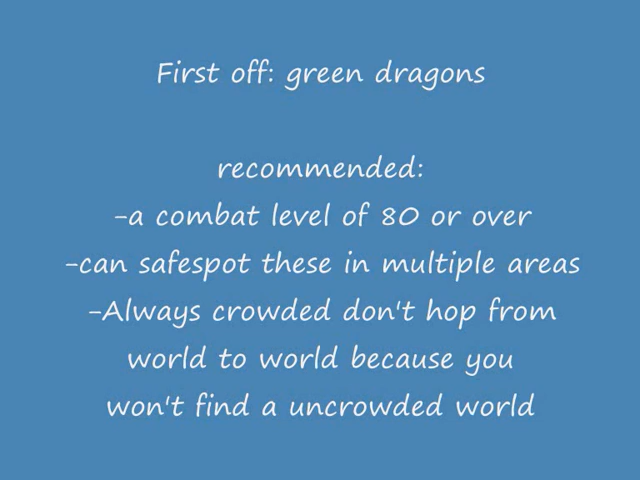 First off: green dragons
recommended:
-a combat level of 80 or over
-can safespot these in multiple areas
-Always crowded don't hop from
world to world because you
won't find a uncrowded world